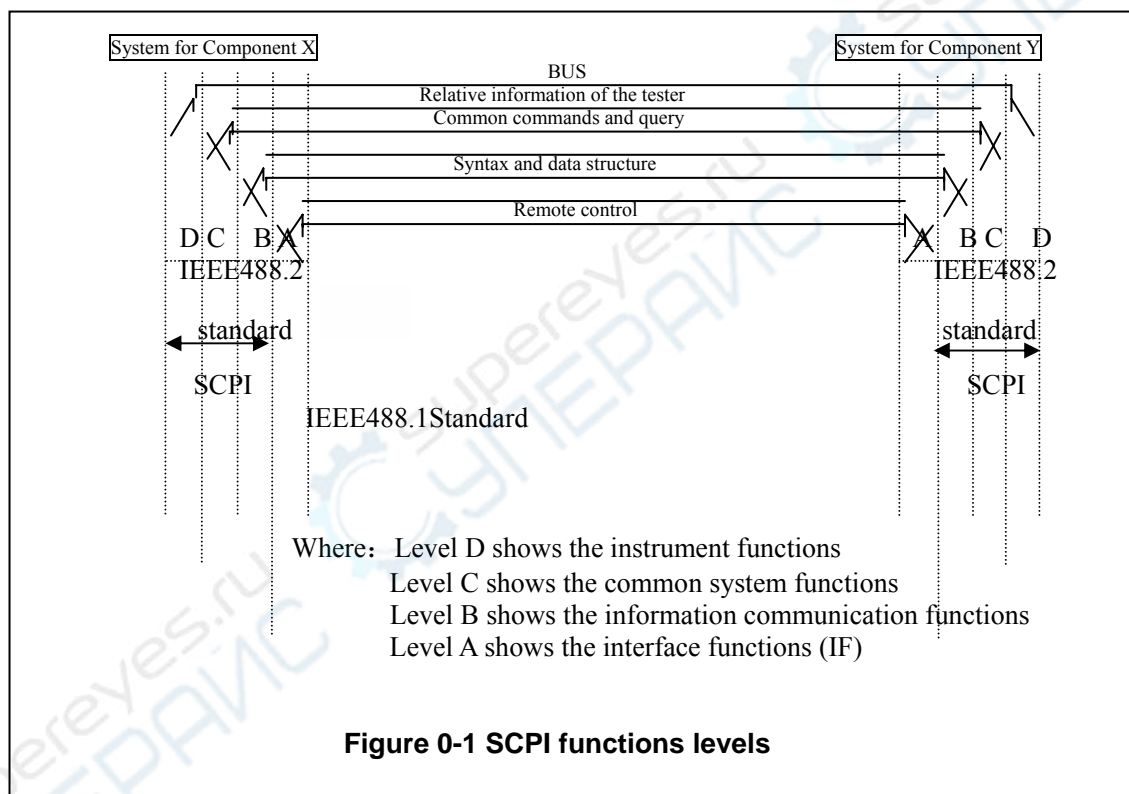 System for Component X
System for Component Y
BUS
Relative information of the tester
Common commands and query
Syntax and data structure
Remote control
D C B A
A B C D
IEEE488.2
IEEE488.2
standard
standard
SCPI
SCPI
IEEE488.1Standard
Where: Level D shows the instrument functions
Level C shows the common system functions
Level B shows the information communication functions
Level A shows the interface functions (IF)
Figure 0-1 SCPI functions levels
supereyes.ru
СУПЕРАЙС